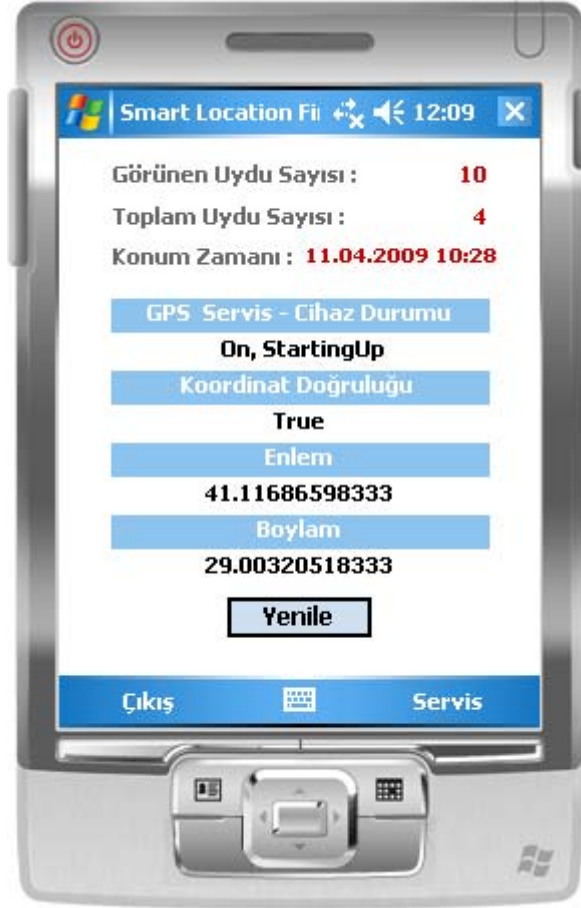 Smart Location Fi 12:09
Görünen Uydu Sayısı : 10
Toplam Uydu Sayısı : 4
Konum Zamanı : 11.04.2009 10:28
GPS Servis - Cihaz Durumu
On, StartingUp
Koordinat Doğruluğu
True
Enlem
41.11686598333
Boylam
29.00320518333
Yenile
Çıkış Servis